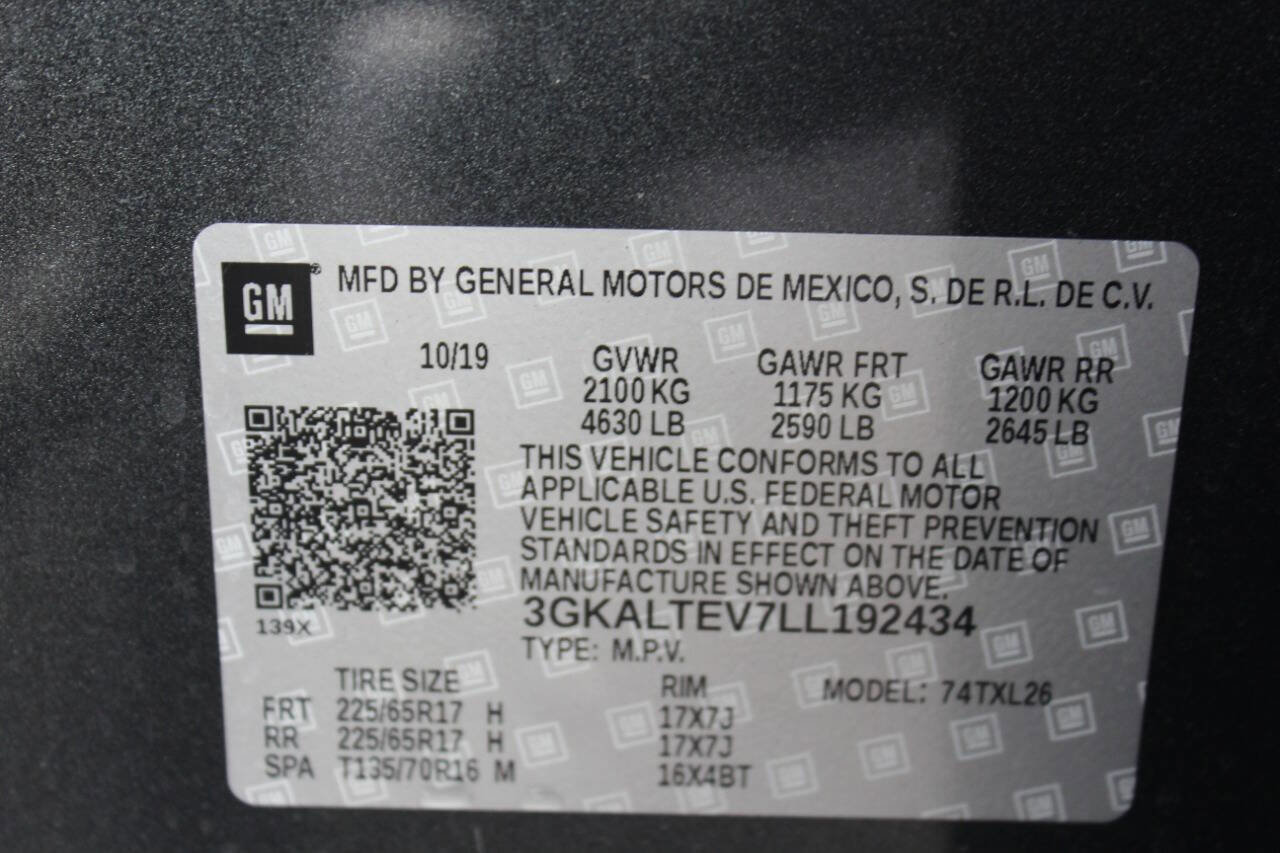 GM® MFD BY GENERAL MOTORS DE MEXICO, S. DE R.L. DE C.V.
10/19 GVWR GAWR FRT GAWR RR
2100 KG 1175 KG 1200 KG
4630 LB 2590 LB 2645 LB
THIS VEHICLE CONFORMS TO ALL
APPLICABLE U.S. FEDERAL MOTOR
VEHICLE SAFETY AND THEFT PREVENTION
STANDARDS IN EFFECT ON THE DATE OF
MANUFACTURE SHOWN ABOVE.
139X 3GKALTEV7LL192434
TYPE: M.P.V.
TIRE SIZE RIM MODEL: 74TXL26
FRT 225/65R17 H 17X7J
RR 225/65R17 H 17X7J
SPA T135/70R16 M 16X4BT